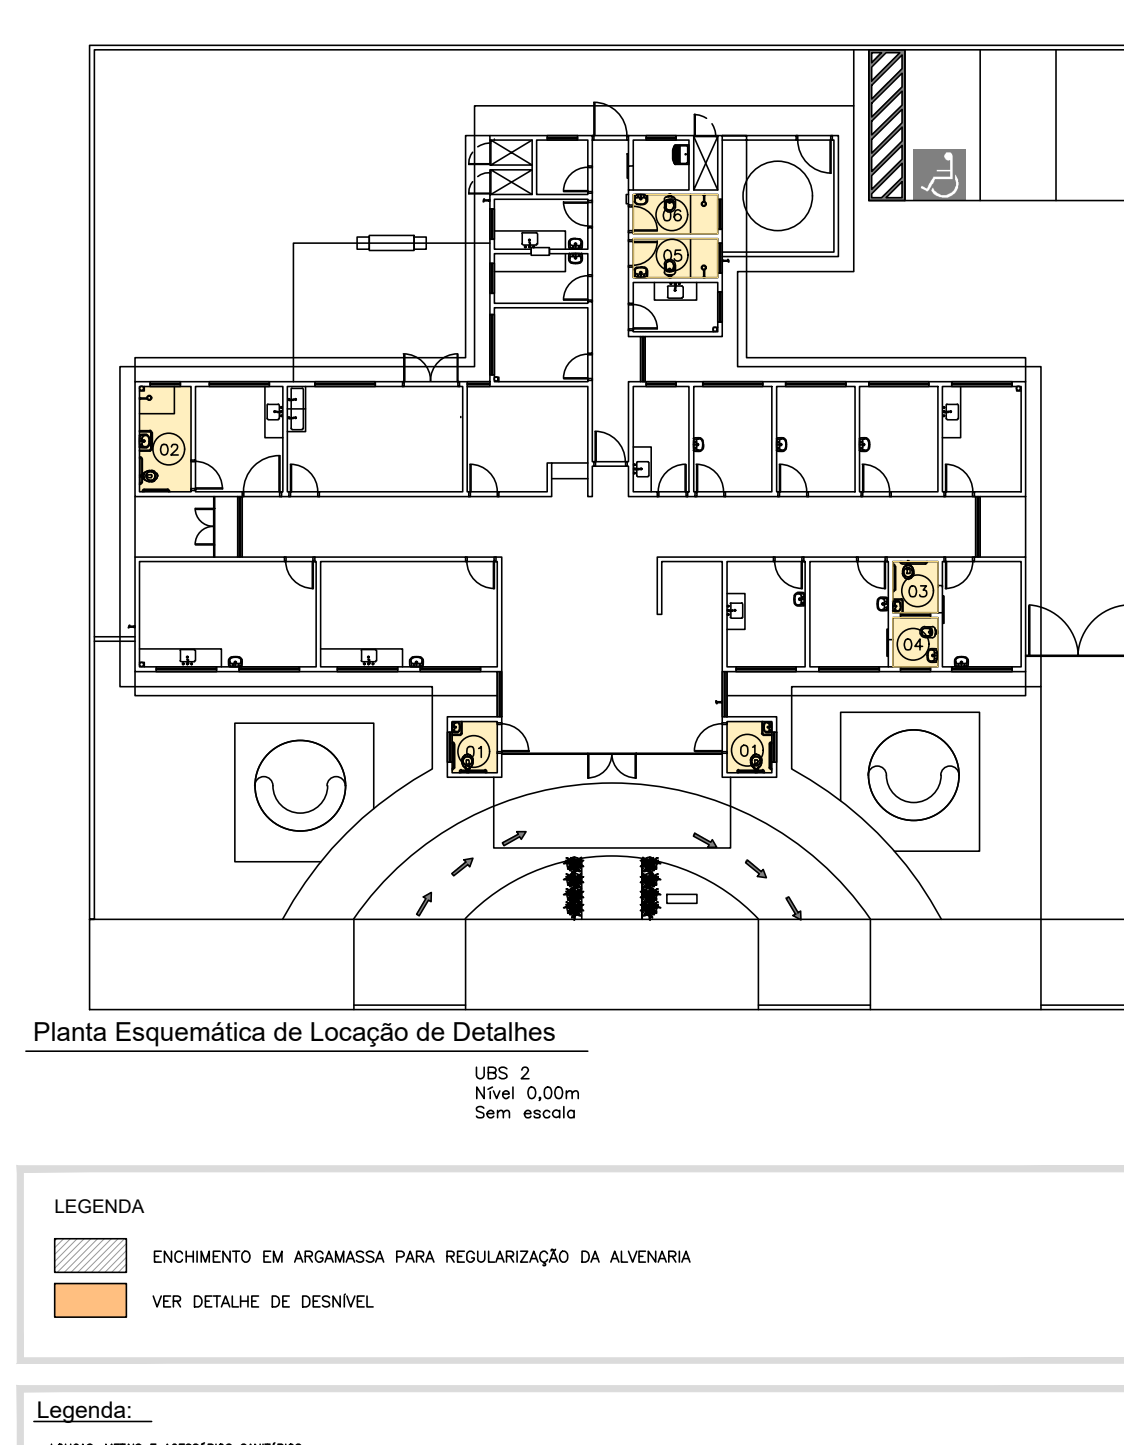 06
05
02
03
04
01
01
Planta Esquemática de Locação de Detalhes
UBS 2
Nível 0,00m
Sem escala
LEGENDA
ENCHIMENTO EM ARGAMASSA PARA REGULARIZAÇÃO DA ALVENARIA
VER DETALHE DE DESNÍVEL
Legenda: